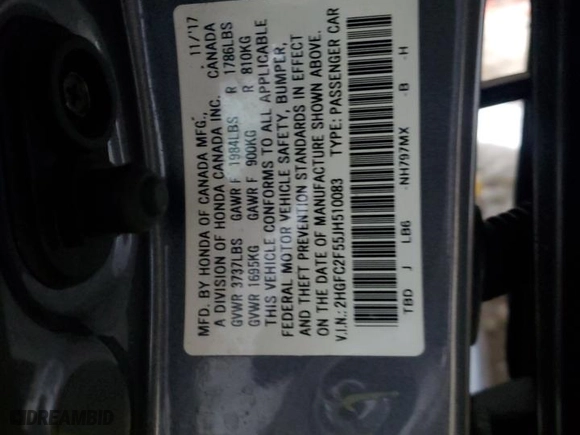 MFD. BY HONDA OF CANADA MFG., 11/'17
A DIVISION OF HONDA CANADA INC. CANADA
GVWR 3737LBS GAWR F 1984LBS R 1786LBS
GVWR 1695KG GAWR F 900KG R 810KG
THIS VEHICLE CONFORMS TO ALL APPLICABLE
FEDERAL MOTOR VEHICLE SAFETY, BUMPER,
AND THEFT PREVENTION STANDARDS IN EFFECT
ON THE DATE OF MANUFACTURE SHOWN ABOVE.
V.I.N.: 2HGFC2F55JH510083 TYPE: PASSENGER CAR
TBD J LB6 -NH797MX -B -H
DREAMBID